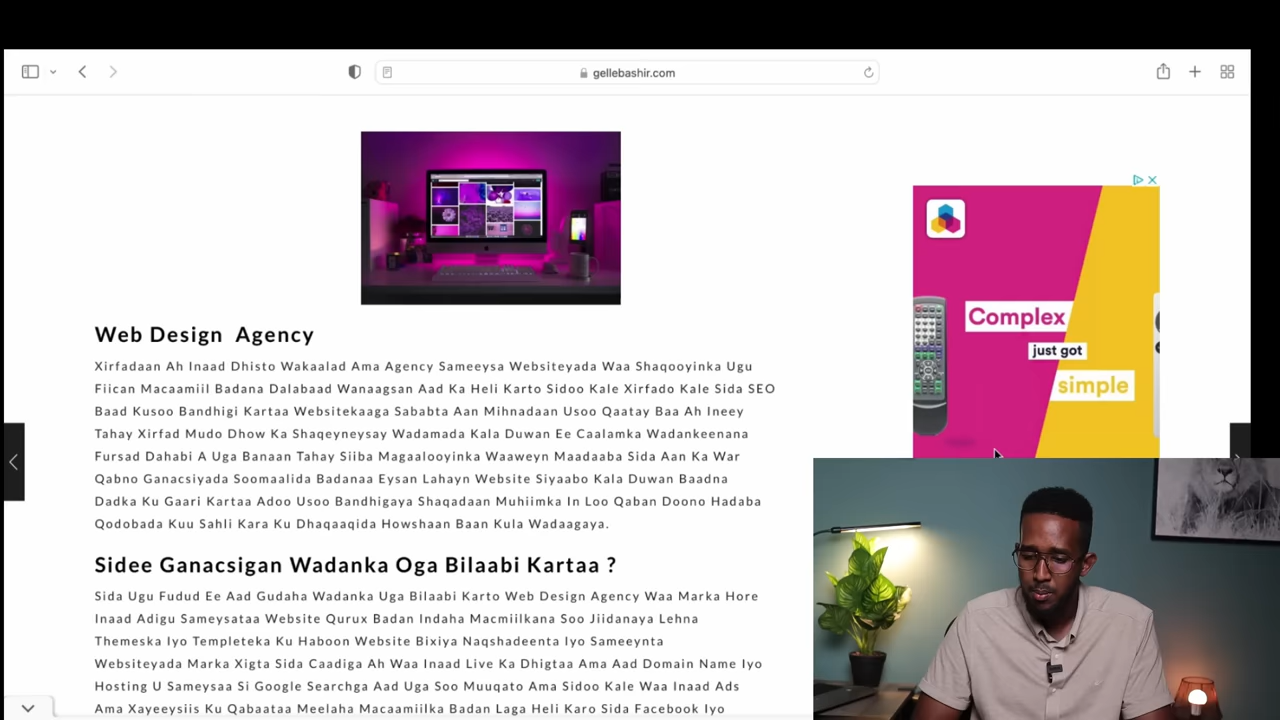 gellebashir.com
Complex
just got
simple
Web Design Agency
Xirfadaan Ah Inaad Dhisto Wakaalad Ama Agency Sameeysa Websiteyada Waa Shaqooyinka Ugu
Fiican Macaamiil Badana Dalabaad Wanaagsan Aad Ka Heli Karto Sidoo Kale Xirfado Kale Sida SEO
Baad Kusoo Bandhigi Kartaa Websitekaaga Sababta Aan Mihnadaan Usoo Qaatay Baa Ah Ineey
Tahay Xirfad Mudo Dhow Ka Shaqeyneysay Wadamada Kala Duwan Ee Caalamka Wadankeenana
Fursad Dahabi A Uga Banaan Tahay Siiba Magaalooyinka Waaweyn Maadaaba Sida Aan Ka War
Qabno Ganacsiyada Soomaalida Badanaa Eysan Lahayn Website Siyaabo Kala Duwan Baadna
Dadka Ku Gaari Kartaa Adoo Usoo Bandhigaya Shaqadaan Muhiimka In Loo Qaban Doono Hadaba
Qodobada Kuu Sahli Kara Ku Dhaqaaqida Howshaan Baan Kula Wadaagaya.
Sidee Ganacsigan Wadanka Oga Bilaabi Kartaa ?
Sida Ugu Fudud Ee Aad Gudaha Wadanka Uga Bilaabi Karto Web Design Agency Waa Marka Hore
Inaad Adigu Sameysataa Website Qurux Badan Indaha Macmiilkana Soo Jiidanaya Lehna
Themeska Iyo Templeteka Ku Haboon Website Bixiya Naqshadeenta Iyo Sameeynta
Websiteyada Marka Xigta Sida Caadiga Ah Waa Inaad Live Ka Dhigtaa Ama Aad Domain Name Iyo
Hosting U Sameysaa Si Google Searchga Aad Uga Soo Muuqato Ama Sidoo Kale Waa Inaad Ads
Ama Xayeeysiis Ku Qabaataa Meelaha Macaamiilka Badan Laga Heli Karo Sida Facebook Iyo